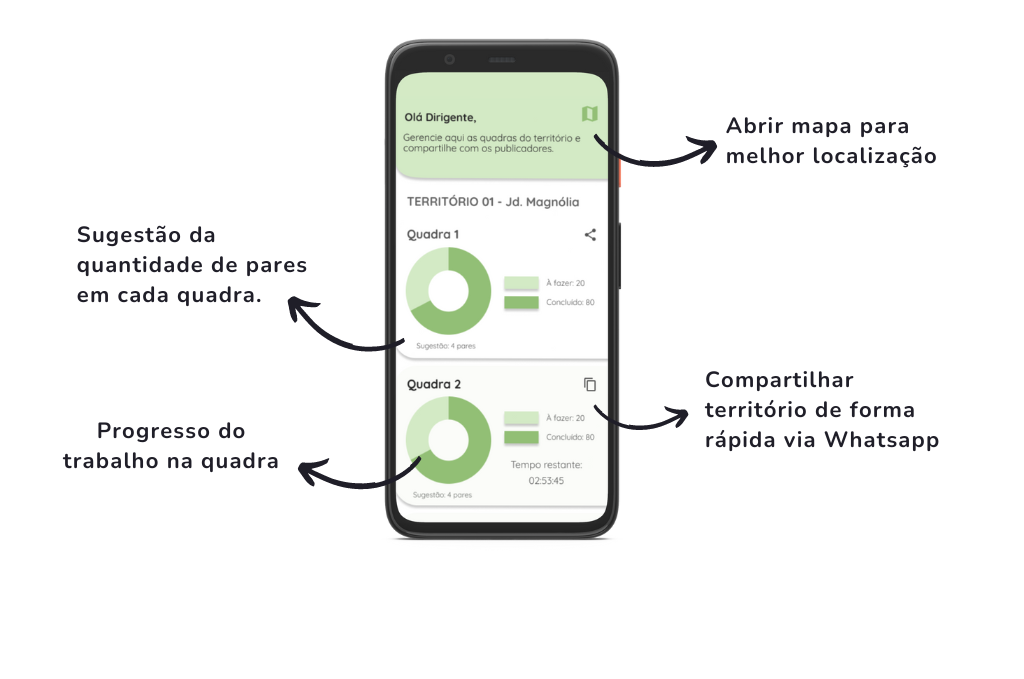 Olá Dirigente,
Gerencie aqui as quadras do território e
compartilhe com os publicadores.
Abrir mapa para
melhor localização
TERRITÓRIO 01 - Jd. Magnólia
Sugestão da
quantidade de pares
em cada quadra.
Quadra 1
À fazer: 20
Concluído: 80
Sugestão: 4 pares
Quadra 2
À fazer: 20
Concluído: 80
Tempo restante:
02:53:45
Sugestão: 4 pares
Compartilhar
território de forma
rápida via Whatsapp
Progresso do
trabalho na quadra